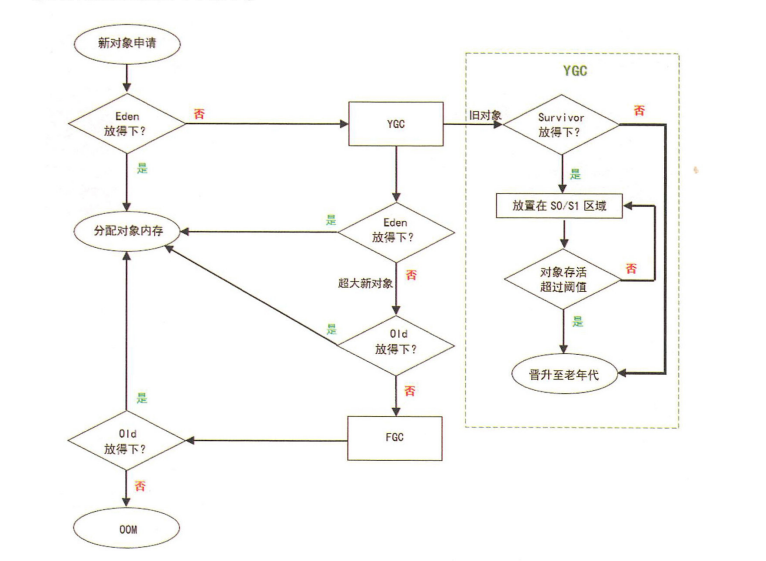 新对象申请
YGC
Eden
放得下?
否
YGC
旧对象
Survivor
放得下?
否
是
是
放置在 S0/S1 区域
分配对象内存
是
Eden
放得下?
否
超大新对象
对象存活
超过阈值
否
是
是
Old
放得下?
否
晋升至老年代
是
Old
放得下?
FGC
否
OOM